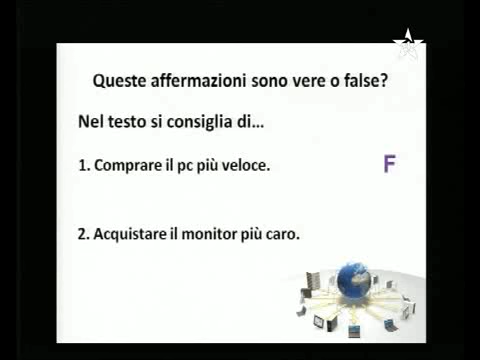 Queste affermazioni sono vere o false?
Nel testo si consiglia di...
1. Comprare il pc più veloce. F
2. Acquistare il monitor più caro.